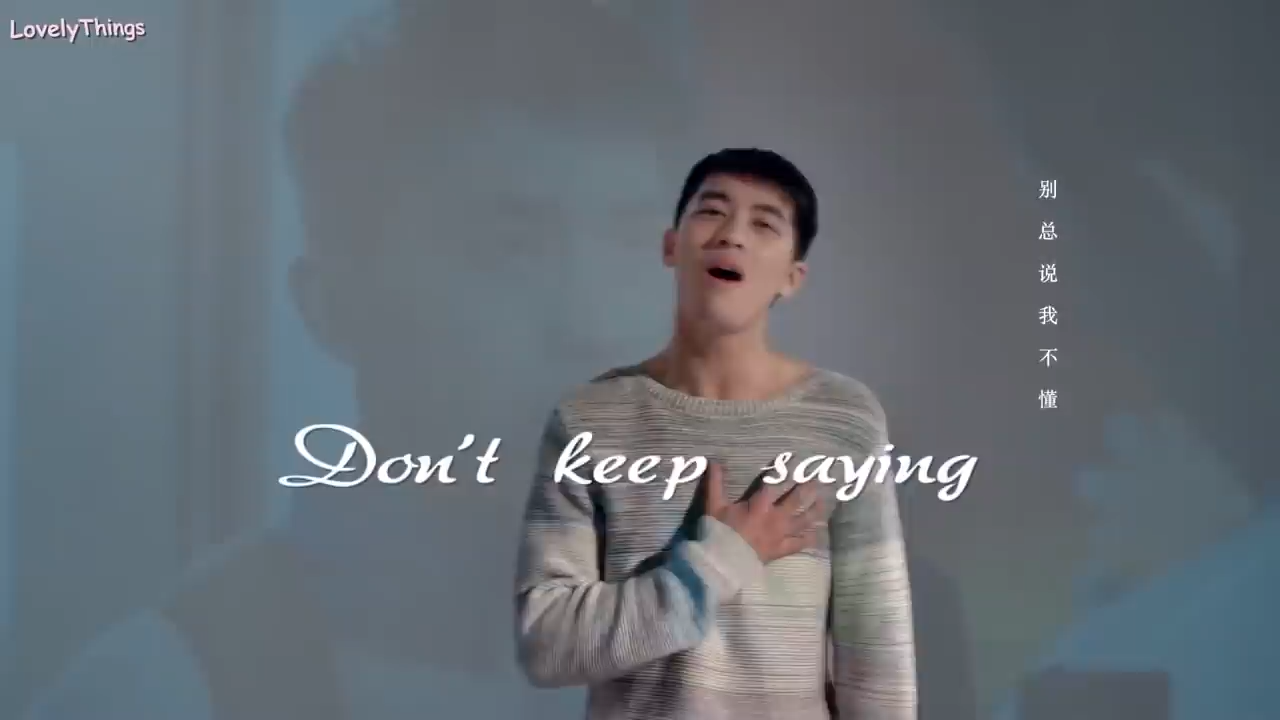 LovelyThings
别总说我不懂
Don't keep saying